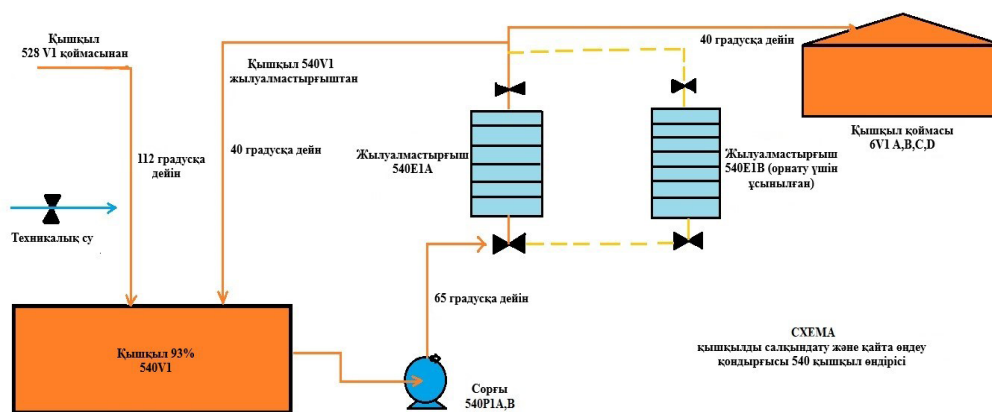 Қышқыл
528 V1 қоймасынан
Қышқыл 540V1
жылуалмастырғыштан
40 градусқа дейін
Қышқыл қоймасы
6V1 A,B,C,D
112 градусқа
дейін
40 градусқа дейн
Жылуалмастырғыш
540E1A
Жылуалмастырғыш
540E1B (орнату үшін
ұсынылған)
Техникалық су
65 градусқа дейін
Қышқыл 93%
540V1
Сорғы
540P1A,B
СХЕМА
қышқылды салқындату және қайта өңдеу
қондырғысы 540 қышқыл өндірісі